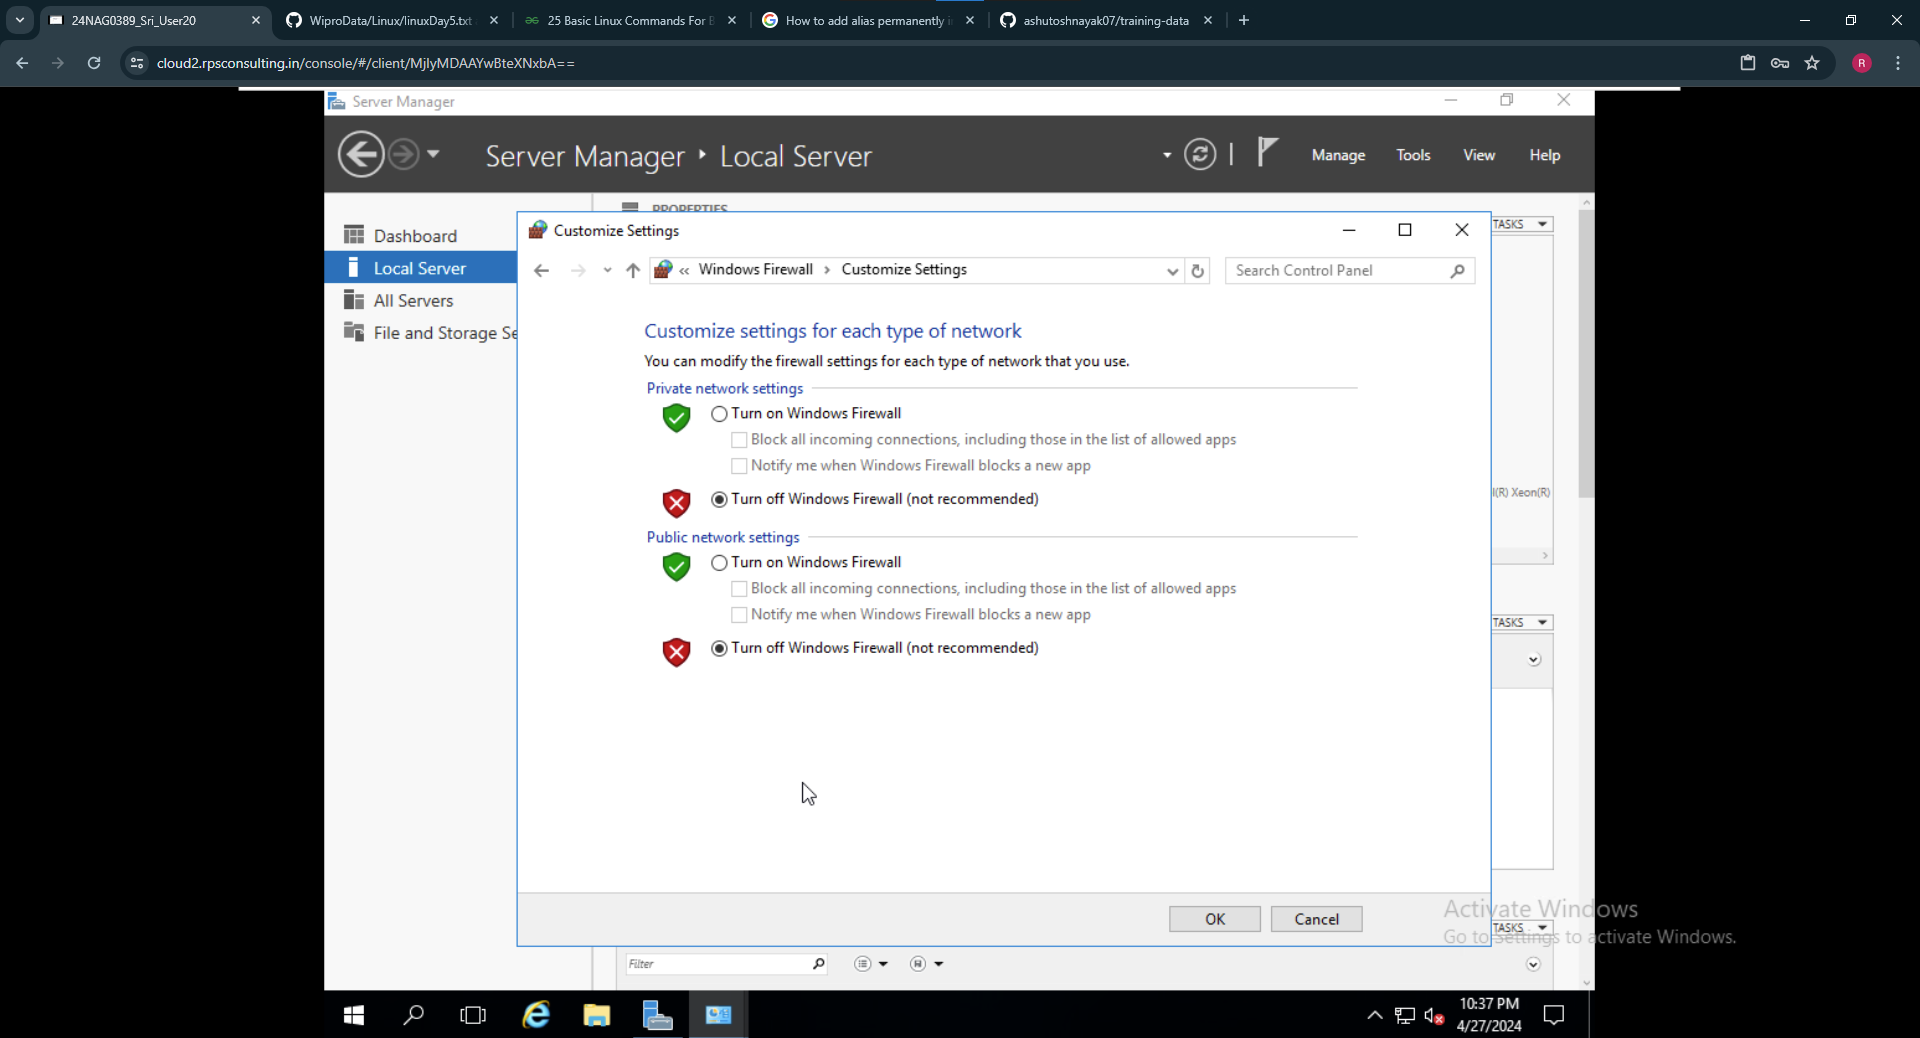 24NAG0389_Sri_User20
WiproData/Linux/linuxDay5.txt
25 Basic Linux Commands For B
How to add alias permanently i
ashutoshnayak07/training-data
cloud2.rpsconsulting.in/console/#/client/MjIyMDAAYwBteXNxbA==
R
Server Manager
Server Manager ‣ Local Server
Manage
Tools
View
Help
PROPERTIES
TASKS
Dashboard
Local Server
All Servers
File and Storage Se
Customize Settings
« Windows Firewall › Customize Settings
Search Control Panel
Customize settings for each type of network
You can modify the firewall settings for each type of network that you use.
Private network settings
Turn on Windows Firewall
Block all incoming connections, including those in the list of allowed apps
Notify me when Windows Firewall blocks a new app
Turn off Windows Firewall (not recommended)
Public network settings
Turn on Windows Firewall
Block all incoming connections, including those in the list of allowed apps
Notify me when Windows Firewall blocks a new app
Turn off Windows Firewall (not recommended)
l(R) Xeon(R)
TASKS
OK
Cancel
Activate Windows
TASKS
Go to Settings to activate Windows.
Filter
10:37 PM
4/27/2024